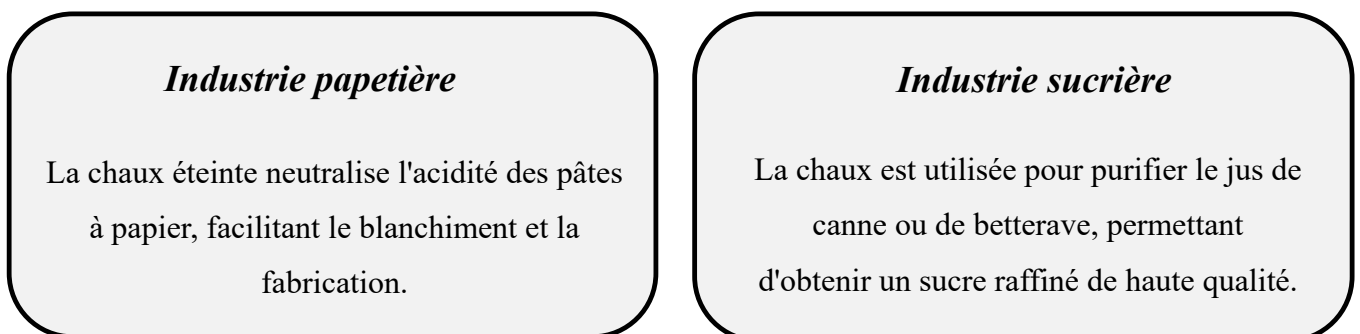 Industrie papetière
La chaux éteinte neutralise l'acidité des pâtes
à papier, facilitant le blanchiment et la
fabrication.
Industrie sucrière
La chaux est utilisée pour purifier le jus de
canne ou de betterave, permettant
d'obtenir un sucre raffiné de haute qualité.